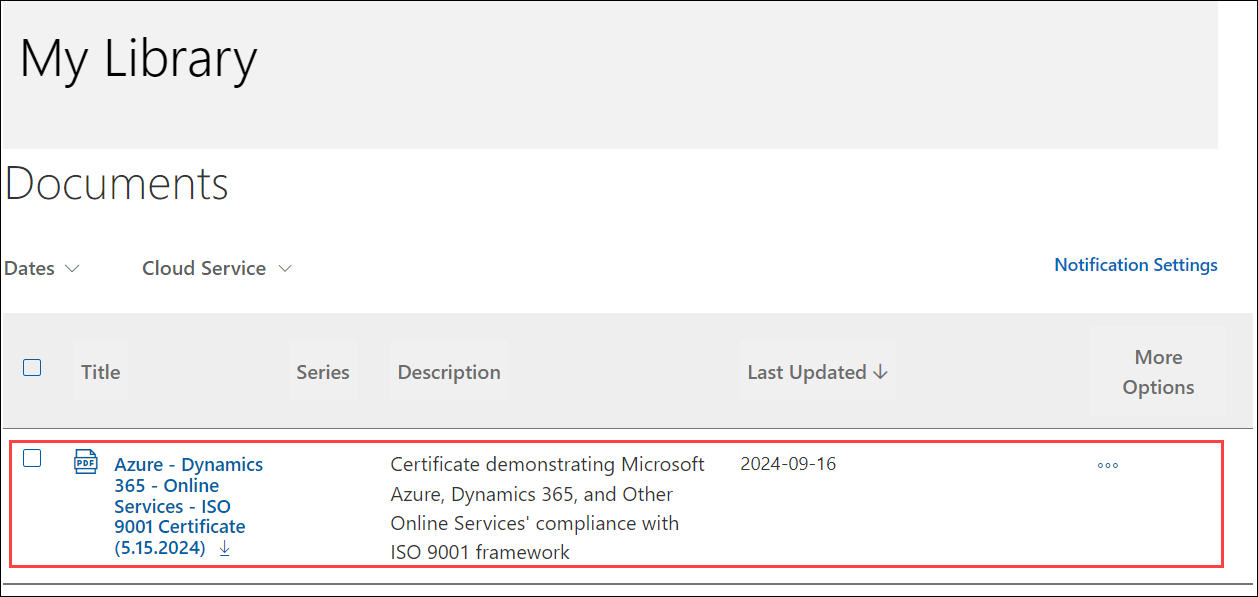 My Library
Documents
Dates
Cloud Service
Notification Settings
Title
Series
Description
Last Updated
More
Options
PDF
Azure - Dynamics
365 - Online
Services - ISO
9001 Certificate
(5.15.2024)
Certificate demonstrating Microsoft
Azure, Dynamics 365, and Other
Online Services' compliance with
ISO 9001 framework
2024-09-16